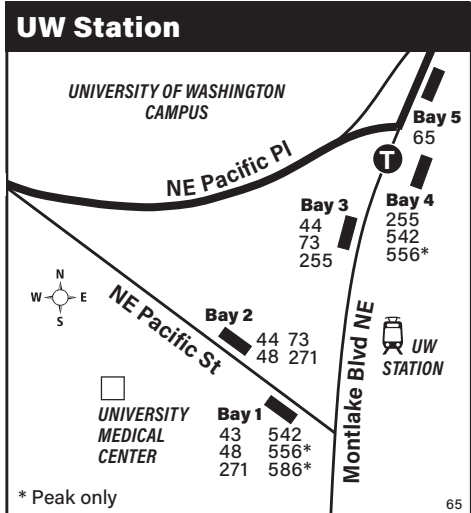 UW Station
UNIVERSITY OF WASHINGTON
CAMPUS
Bay 5
65
T
NE Pacific Pl
Bay 3
44
73
255
Bay 4
255
542
556*
N
W E
S
NE Pacific St
Bay 2
44 73
48 271
Montlake Blvd NE
UW
STATION
UNIVERSITY
MEDICAL
CENTER
Bay 1
43 542
48 556*
271 586*
* Peak only
65